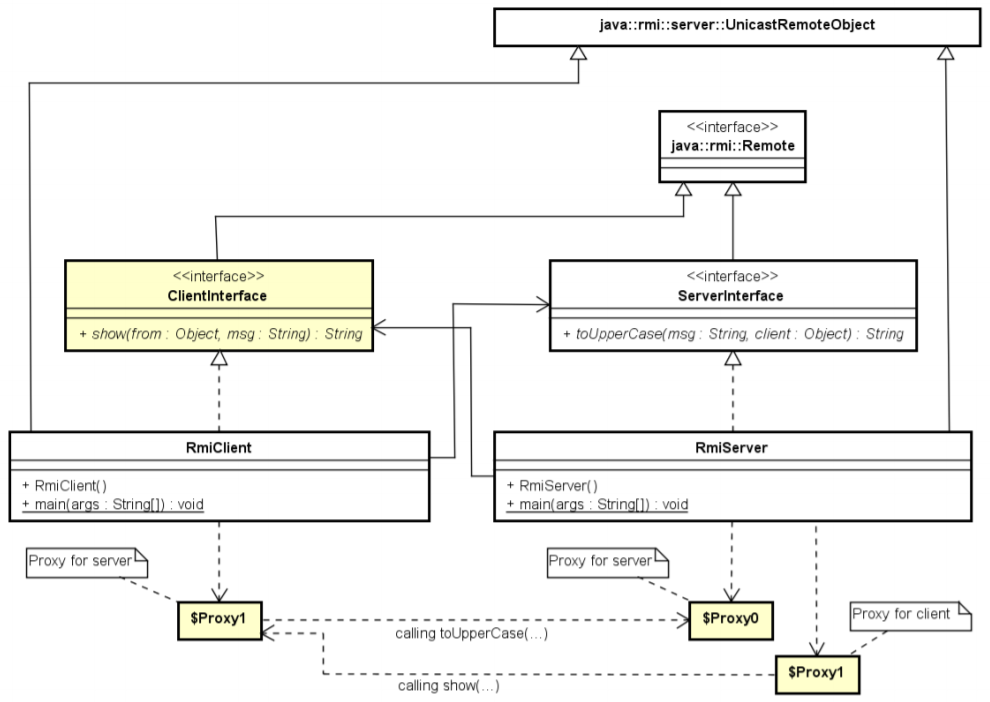 java::rmi::server::UnicastRemoteObject
<<interface>>
java::rmi::Remote
<<interface>>
ClientInterface
+ show(from : Object, msg : String) : String
<<interface>>
ServerInterface
+ toUpperCase(msg : String, client : Object) : String
RmiClient
+ RmiClient()
+ main(args : String[]) : void
RmiServer
+ RmiServer()
+ main(args : String[]) : void
Proxy for server
Proxy for server
$Proxy1
$Proxy0
Proxy for client
calling toUpperCase(...)
$Proxy1
calling show(...)